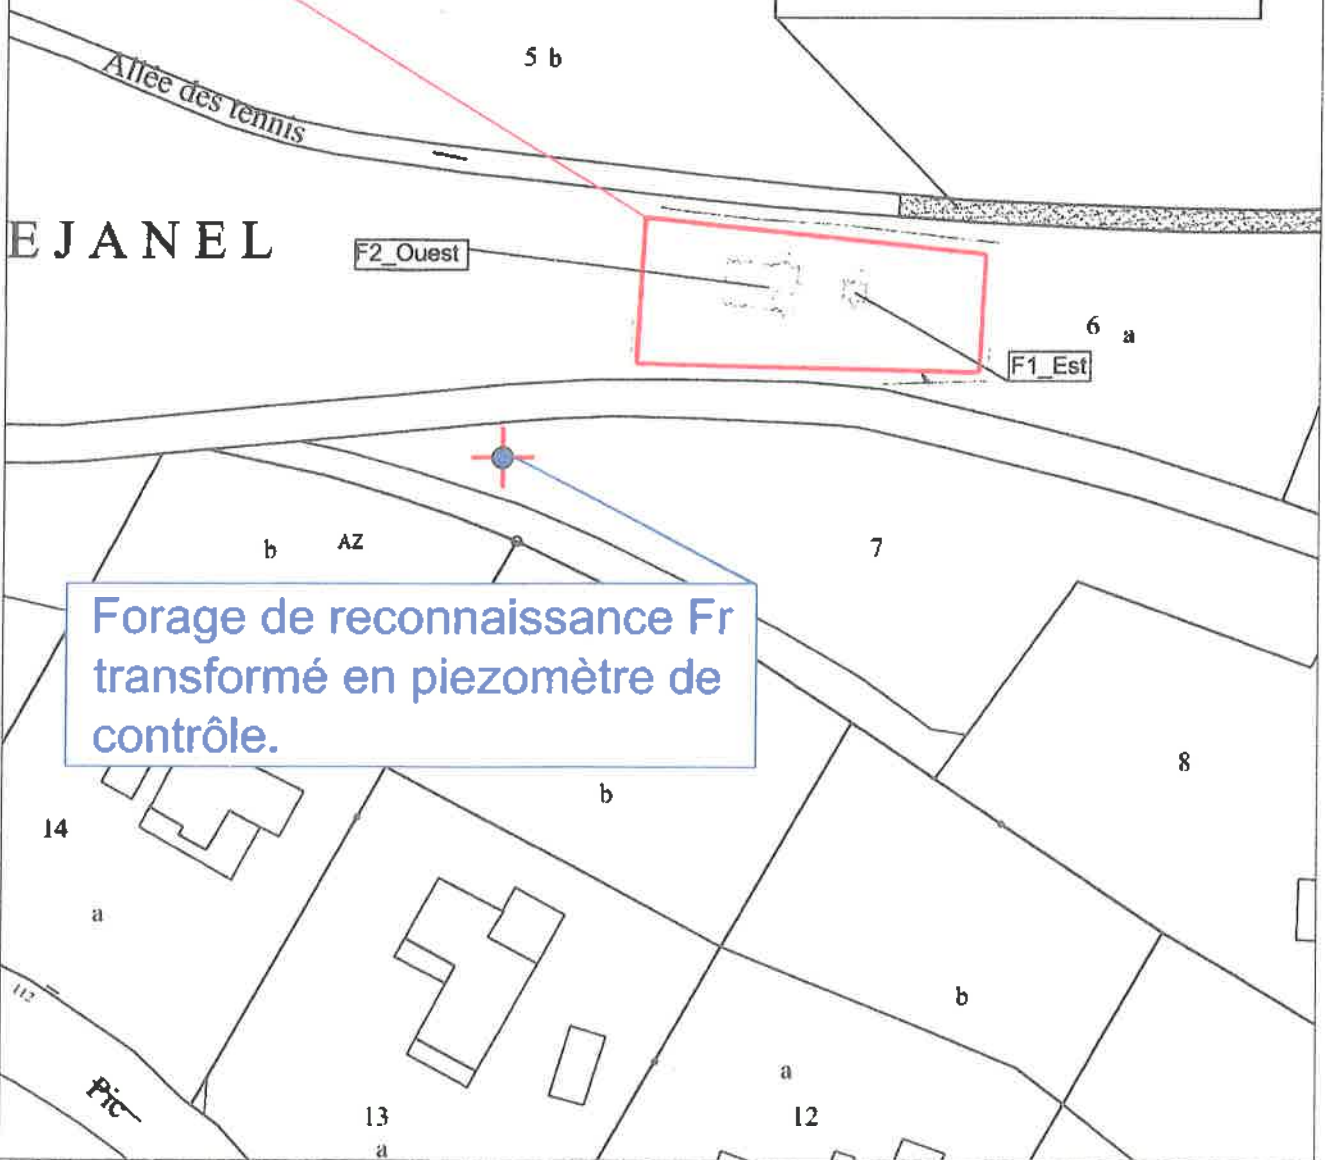 5 b
Allée des tennis
EJANEL
F2_Ouest
6 a
F1_Est
7
b AZ
Forage de reconnaissance Fr
transformé en piezomètre de
contrôle.
8
b
14
a
112
b
a
Pic
13
12
a